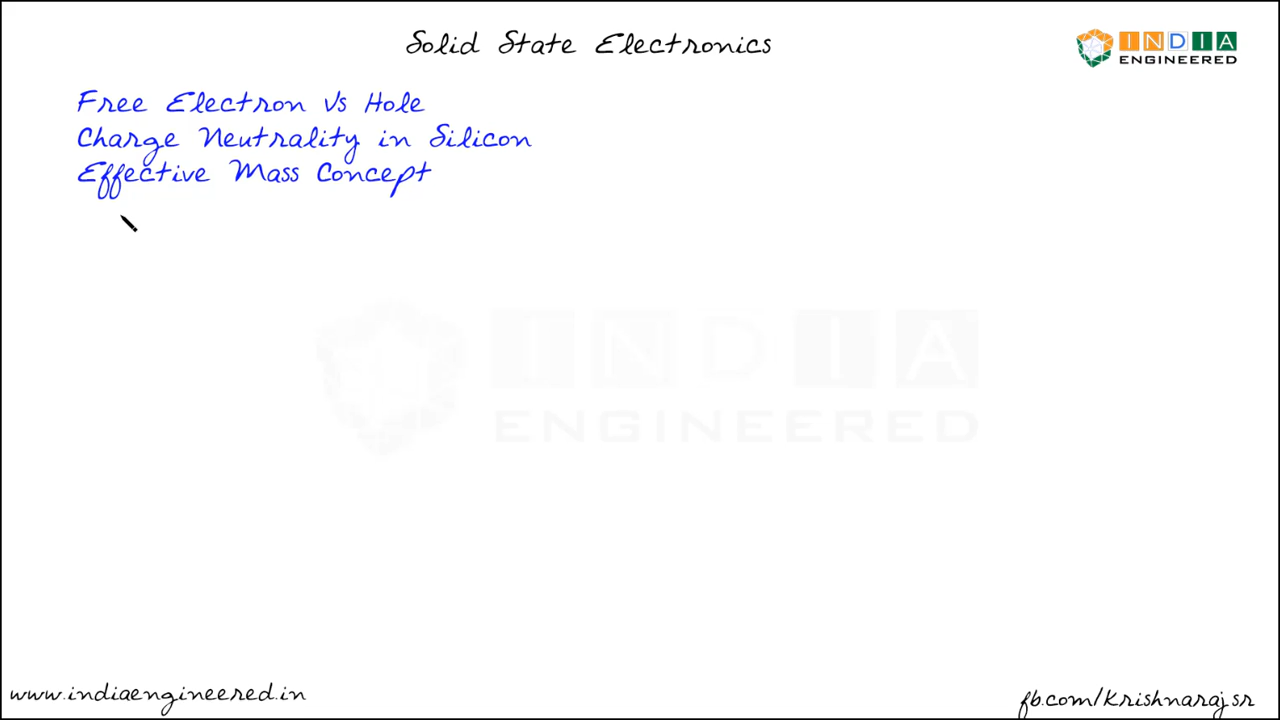 Solid State Electronics
INDIA
ENGINEERED
Free Electron Vs Hole
Charge Neutrality in Silicon
Effective Mass Concept
INDIA
ENGINEERED
www.indiaengineered.in
fb.com/krishnaraj.sr